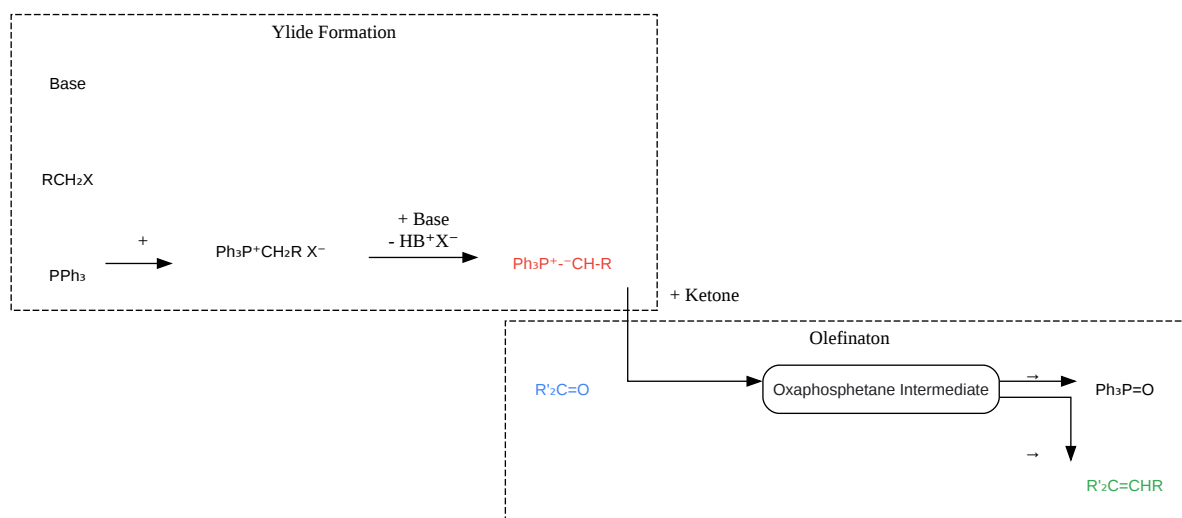 Ylide Formation
Base
RCH₂X
+
PPh₃
Ph₃P⁺CH₂R X⁻
+ Base
- HB⁺X⁻
Ph₃P⁺-⁻CH-R
+ Ketone
Olefinaton
R'₂C=O
Oxaphosphetane Intermediate
→
Ph₃P=O
→
R'₂C=CHR